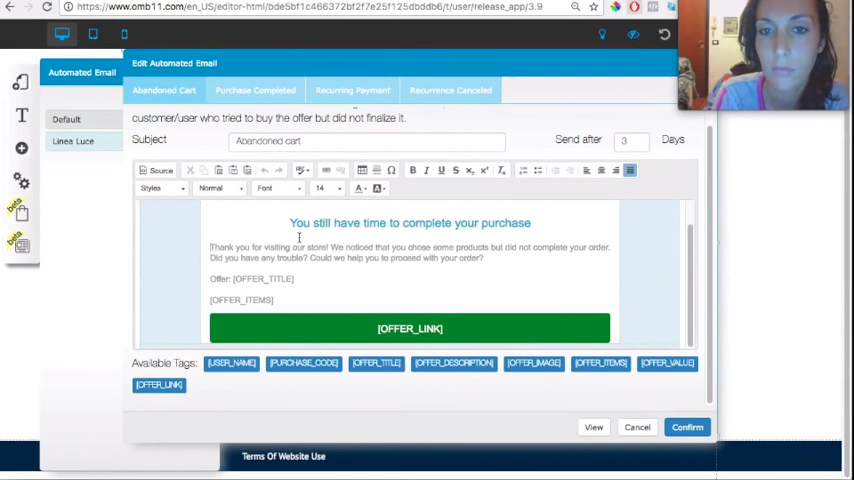 https://www.omb11.com/en_US/editor-html/bde5bf1c466372bf2f7e25f125dbddb6/t/user/release_app/3.9
Automated Email
Edit Automated Email
Abandoned Cart
Purchase Completed
Recurring Payment
Recurrence Canceled
Default
Linea Luce
customer/user who tried to buy the offer but did not finalize it.
Subject
Abandoned cart
Send after
3
Days
Source
Styles
Normal
Font
14
You still have time to complete your purchase
Thank you for visiting our store! We noticed that you chose some products but did not complete your order.
Did you have any trouble? Could we help you to proceed with your order?
Offer: [OFFER_TITLE]
[OFFER_ITEMS]
[OFFER_LINK]
Available Tags:
[USER_NAME]
[PURCHASE_CODE]
[OFFER_TITLE]
[OFFER_DESCRIPTION]
[OFFER_IMAGE]
[OFFER_ITEMS]
[OFFER_VALUE]
[OFFER_LINK]
View
Cancel
Confirm
Terms Of Website Use
beta
beta